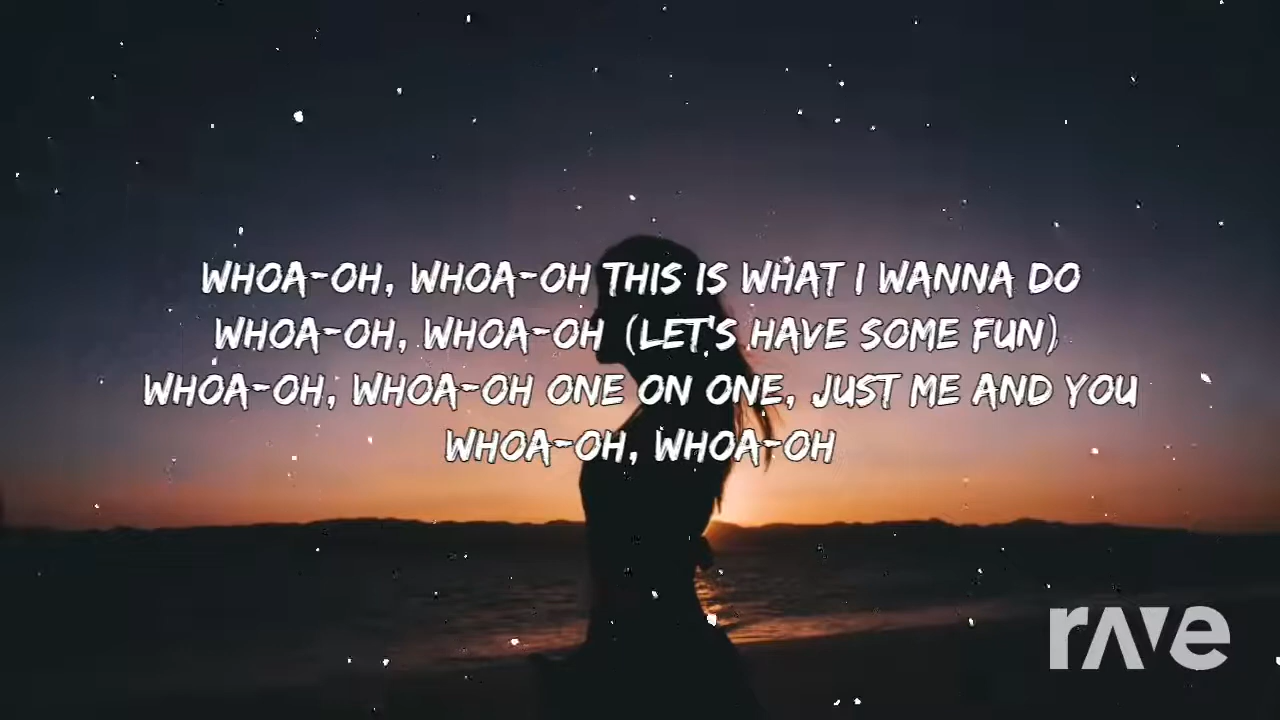 WHOA-OH, WHOA-OH THIS IS WHAT I WANNA DO
WHOA-OH, WHOA-OH (LET'S HAVE SOME FUN)
WHOA-OH, WHOA-OH ONE ON ONE, JUST ME AND YOU
WHOA-OH, WHOA-OH
rave